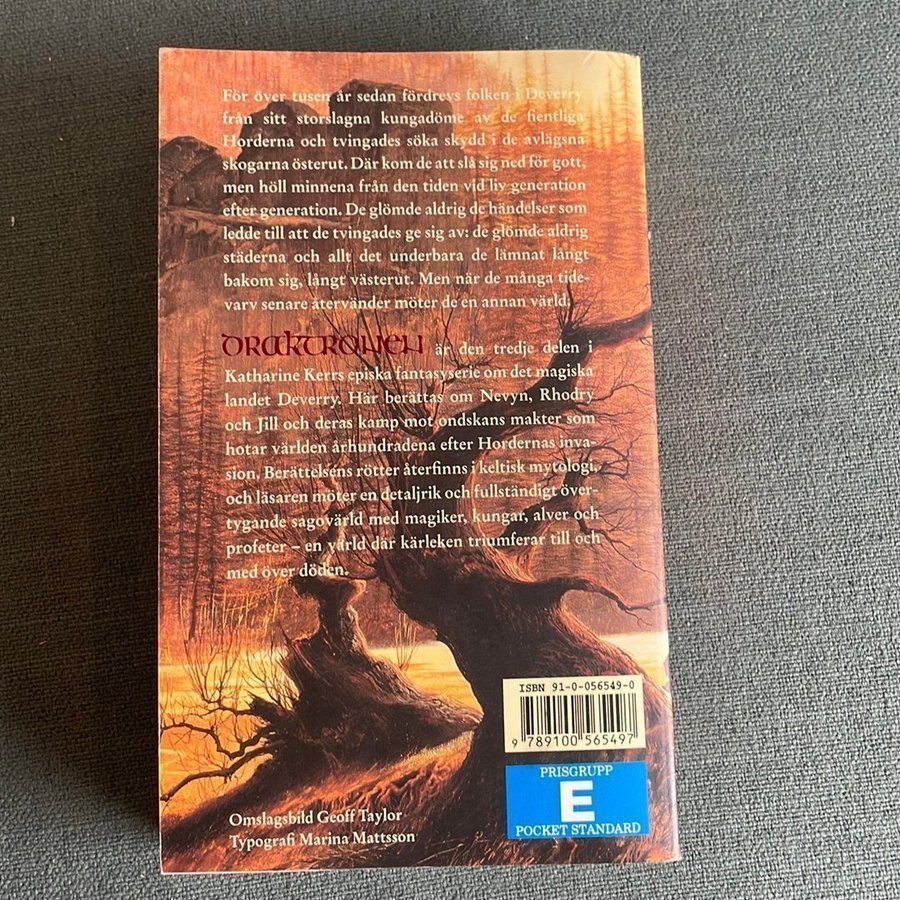 För över tusen år sedan fördrevs folken i Deverry
från sitt storslagna kungadöme av de fientliga
Horderna och tvingades söka skydd i de avlägsna
skogarna österut. Där kom de att slå sig ned för gott,
men höll minnena från den tiden vid liv generation
efter generation. De glömde aldrig de händelser som
ledde till att de tvingades ge sig av: de glömde aldrig
städerna och allt det underbara de lämnat långt
bakom sig, långt västerut. Men när de många tide-
varv senare återvänder möter de en annan värld.
DRAKTRONEN är den tredje delen i
Katharine Kerrs episka fantasyserie om det magiska
landet Deverry. Här berättas om Nevyn, Rhodry
och Jill och deras kamp mot ondskans makter som
hotar världen århundradena efter Hordernas inva-
sion. Berättelsens rötter återfinns i keltisk mytologi,
och läsaren möter en detaljrik och fullständigt över-
tygande sagovärld med magiker, kungar, alver och
profeter – en värld där kärleken triumferar till och
med över döden.
ISBN 91-0-056549-0
9 789100 565497
PRISGRUPP
E
POCKET STANDARD
Omslagsbild Geoff Taylor
Typografi Marina Mattsson